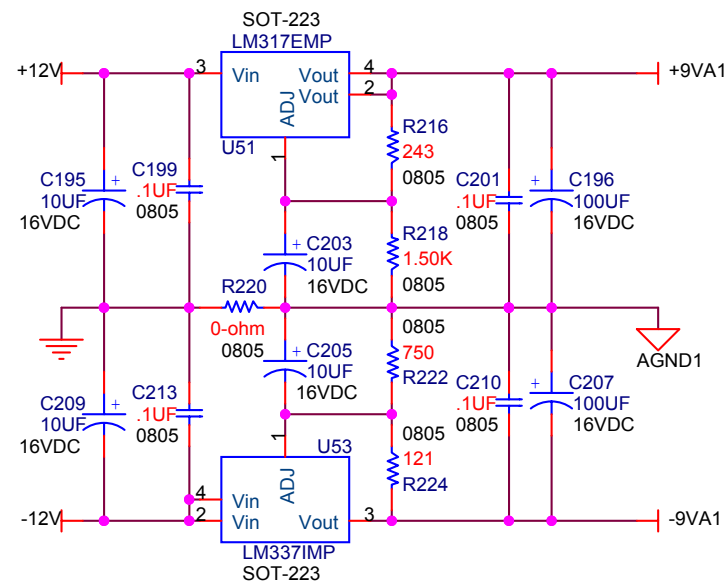 SOT-223
LM317EMP
+12V
3
Vin
Vout
4
Vout
2
ADJ
1
U51
+9VA1
R216
243
0805
C195
+
10UF
16VDC
C199
.1UF
0805
C201
.1UF
0805
+
C196
100UF
16VDC
+
C203
10UF
16VDC
R218
1.50K
0805
R220
0-ohm
0805
AGND1
+
C205
10UF
16VDC
0805
750
R222
C209
+
10UF
16VDC
C213
.1UF
0805
C210
.1UF
0805
+
C207
100UF
16VDC
0805
121
R224
1
U53
ADJ
4
Vin
-12V
2
Vin
Vout
3
-9VA1
LM337IMP
SOT-223